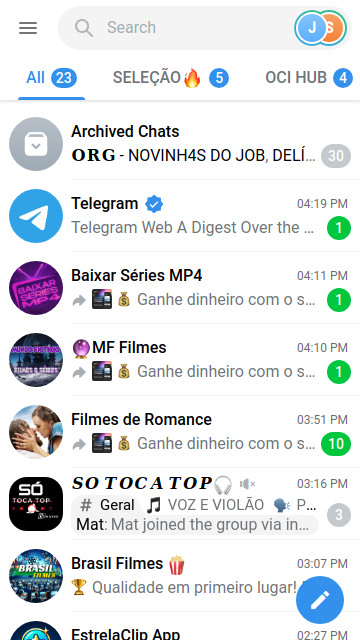 Search
J S
All 23 SELEÇÃO🔥 5 OCI HUB 4
Archived Chats
𝐎𝐑𝐆 - NOVINH4S DO JOB, DELÍ... 30
Telegram 04:19 PM
Telegram Web A Digest Over the ... 1
BAIXAR
SÉRIES
MP4
Baixar Séries MP4 04:11 PM
💰 Ganhe dinheiro com o s... 1
FILMES & SÉRIES
🔮MF Filmes 04:10 PM
💰 Ganhe dinheiro com o s... 1
Filmes de Romance 03:51 PM
💰 Ganhe dinheiro com o s... 10
SÓ
TOCA TOP
𝑺𝑶 𝑻𝑶𝑪𝑨 𝑻𝑶𝑷🎧 03:16 PM
# Geral 🎵 VOZ E VIOLÃO 🗣 P...
Mat: Mat joined the group via in... 3
BRASIL
FILMES
Brasil Filmes 🍿 03:07 PM
🏆 Qualidade em primeiro lugar!
EstrelaClip App 02:27 PM